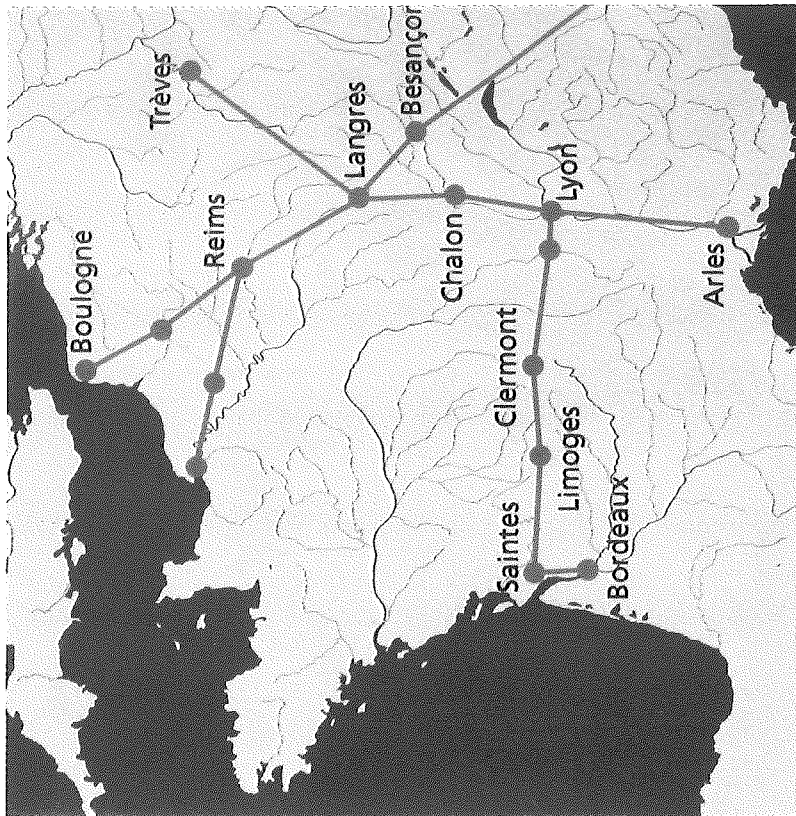 Boulogne
Trèves
Reims
Langres
Besançon
Chalon
Lyon
Clermont
Limoges
Saintes
Bordeaux
Arles